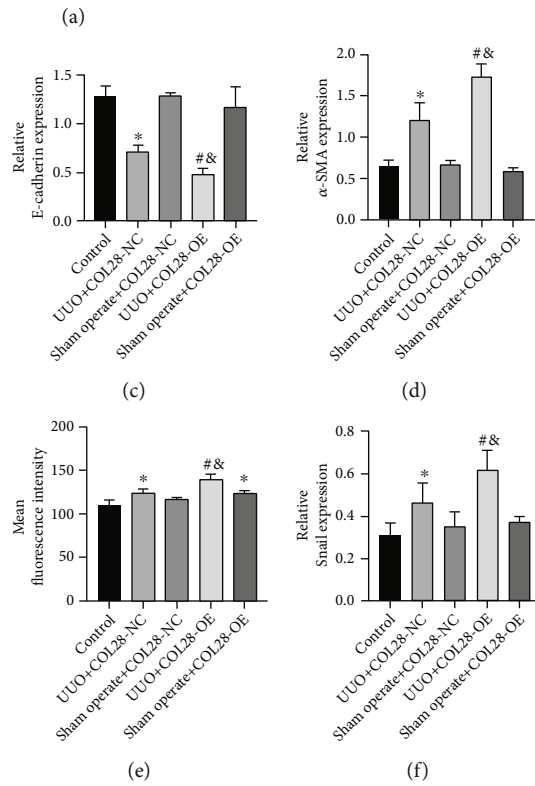 (a)
Relative
E-cadherin expression
1.5
1.0
0.5
0.0
*
#&
Control
UUO+COL28-NC
Sham operate+COL28-NC
UUO+COL28-OE
Sham operate+COL28-OE
(c)
Relative
α-SMA expression
2.0
1.5
1.0
0.5
0.0
*
#&
Control
UUO+COL28-NC
Sham operate+COL28-NC
UUO+COL28-OE
Sham operate+COL28-OE
(d)
Mean
fluorescence intensity
200
150
100
50
0
*
#&
*
Control
UUO+COL28-NC
Sham operate+COL28-NC
UUO+COL28-OE
Sham operate+COL28-OE
(e)
Relative
Snail expression
0.8
0.6
0.4
0.2
0.0
*
#&
Control
UUO+COL28-NC
Sham operate+COL28-NC
UUO+COL28-OE
Sham operate+COL28-OE
(f)